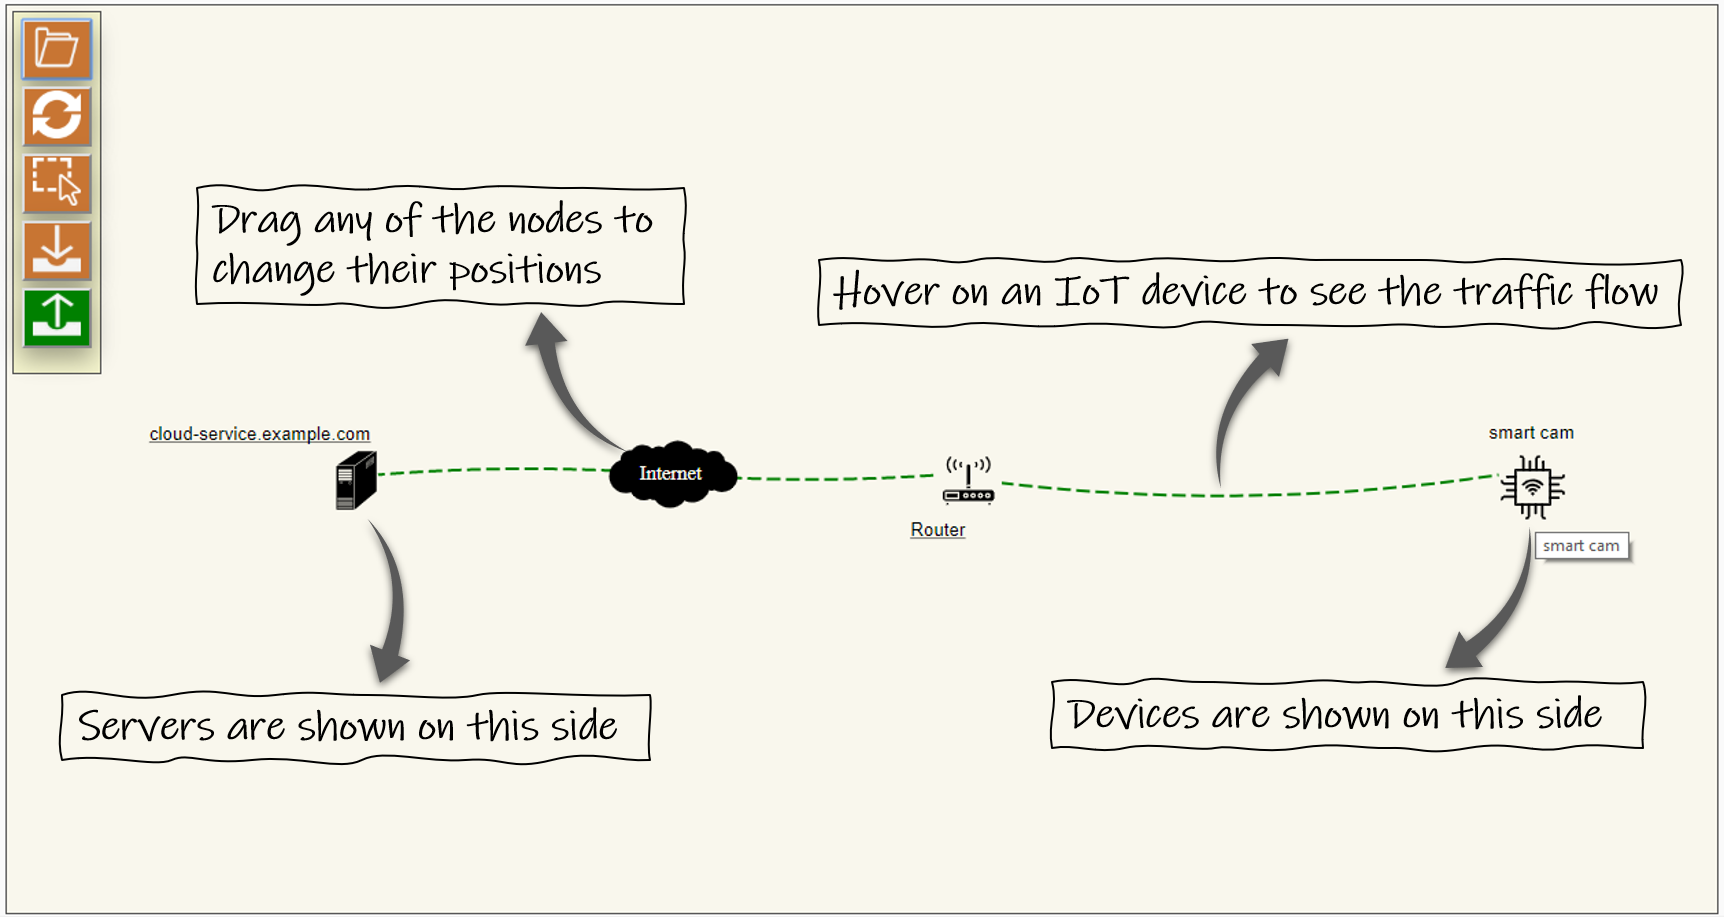 Drag any of the nodes to
change their positions
Hover on an IoT device to see the traffic flow
cloud-service.example.com
Internet
Router
smart cam
smart cam
Servers are shown on this side
Devices are shown on this side